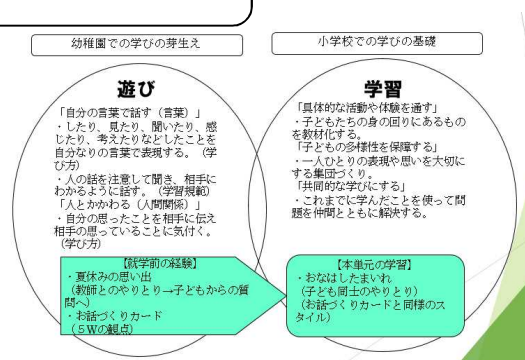 幼稚園での学びの芽生え
小学校での学びの基礎
遊び
「自分の言葉で話す（言葉）」
・したり、見たり、聞いたり、感
じたり、考えたりなどしたことを
自分なりの言葉で表現する。（学
び方）
・人の話を注意して聞き、相手に
わかるように話す。（学習規範）
「人とかかわる（人間関係）」
・自分の思ったことを相手に伝え
相手の思っていることに気付く。
（学び方）
【就学前の経験】
・夏休みの思い出
（教師とのやりとり→子どもからの質
問へ）
・お話づくりカード
（５Ｗの観点）
学習
「具体的な活動や体験を通す」
・子どもたちの身の回りにあるもの
を教材化する。
「子どもの多様性を保障する」
・一人ひとりの表現や思いを大切に
する集団づくり。
「共同的な学びにする」
・これまでに学んだことを使って問
題を仲間とともに解決する。
【本単元の学習】
・おなはしたまいれ
（子ども同士のやりとり）
（お話づくりカードと同様のス
タイル）